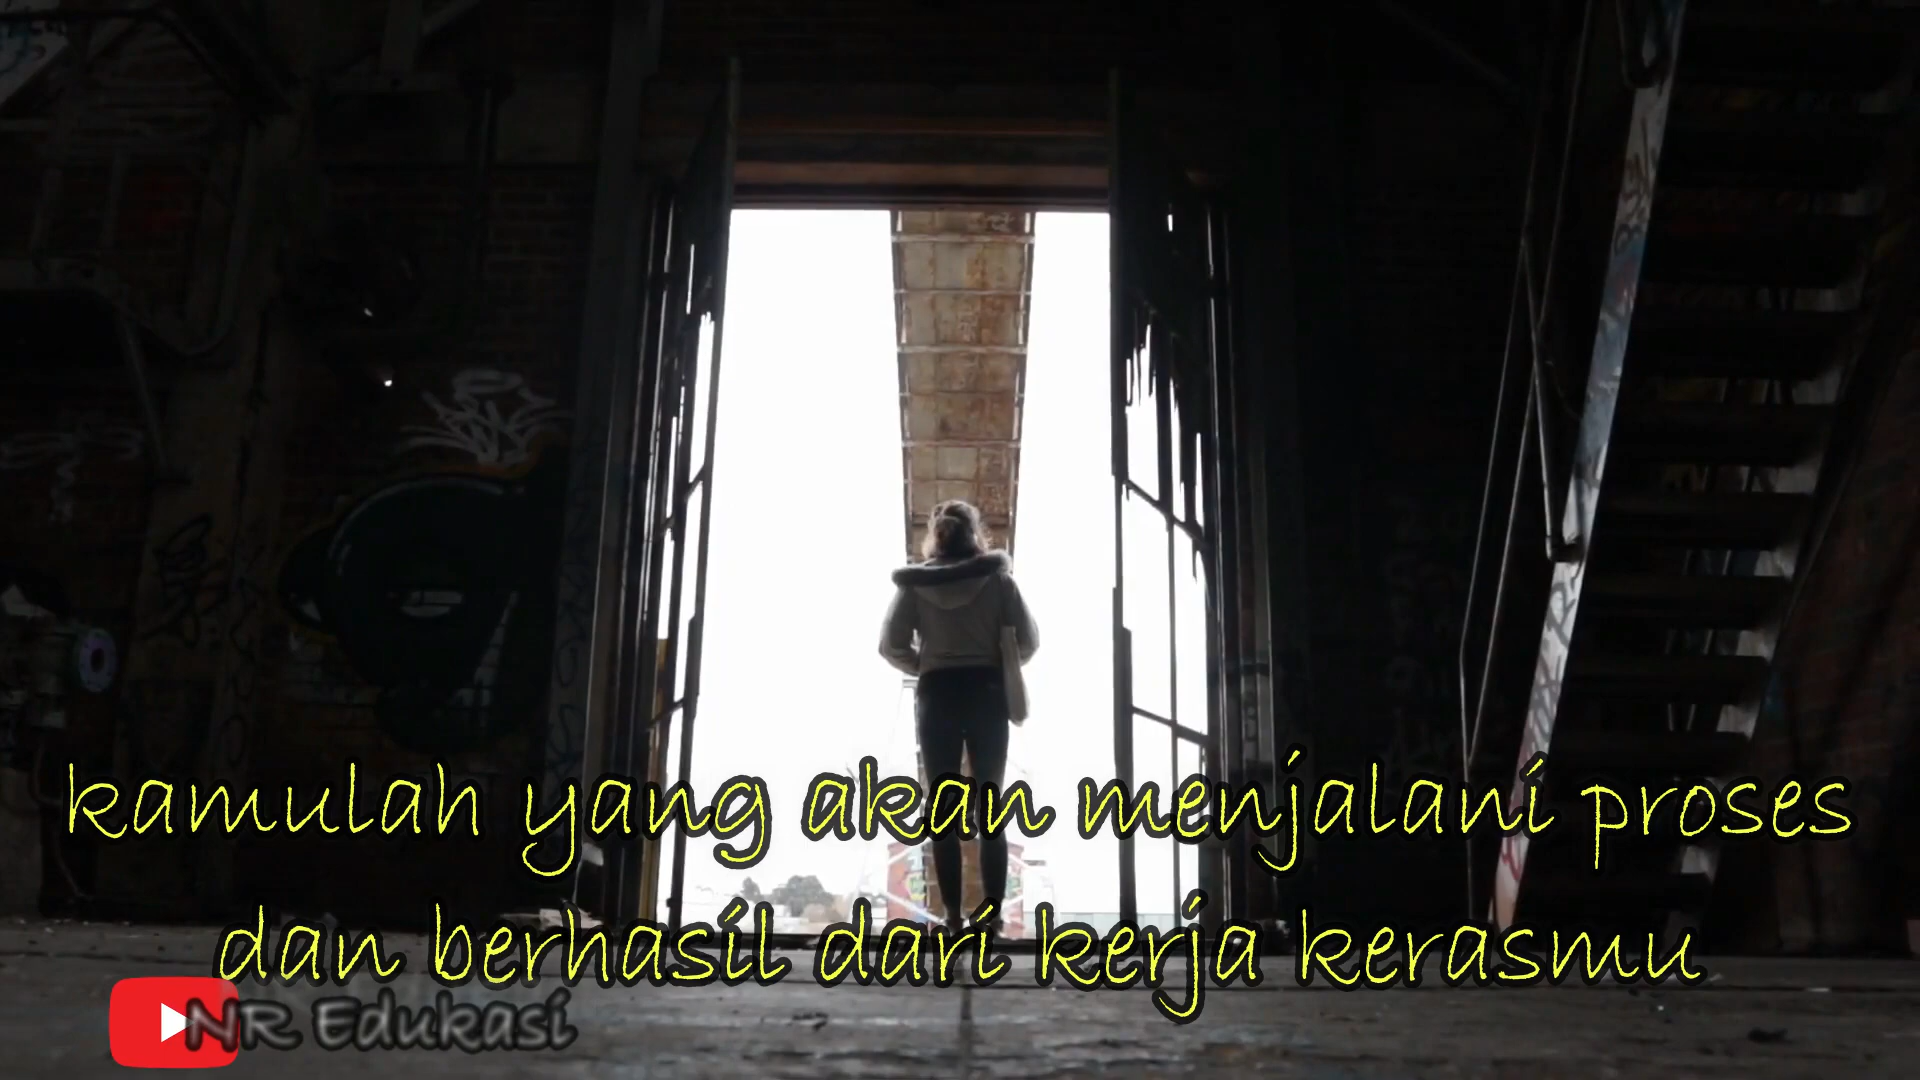 kamulah yang akan menjalani proses
dan berhasil dari kerja kerasmu
NR Edukasi